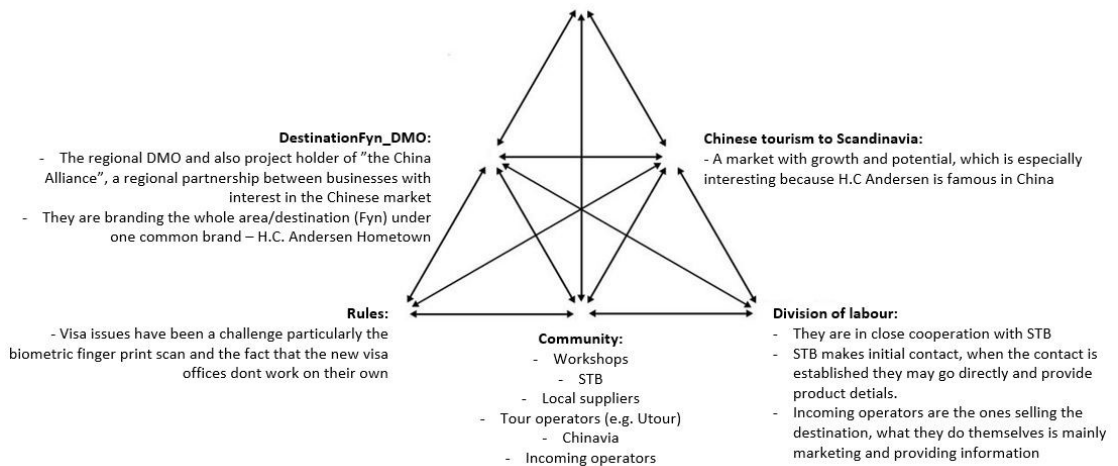 DestinationFyn_DMO:
- The regional DMO and also project holder of ”the China
Alliance”, a regional partnership between businesses with
interest in the Chinese market
- They are branding the whole area/destination (Fyn) under
one common brand – H.C. Andersen Hometown
Chinese tourism to Scandinavia:
- A market with growth and potential, which is especially
interesting because H.C Andersen is famous in China
Rules:
- Visa issues have been a challenge particularly the
biometric finger print scan and the fact that the new visa
offices dont work on their own
Community:
- Workshops
- STB
- Local suppliers
- Tour operators (e.g. Utour)
- Chinavia
- Incoming operators
Division of labour:
- They are in close cooperation with STB
- STB makes initial contact, when the contact is
established they may go directly and provide
product detials.
- Incoming operators are the ones selling the
destination, what they do themselves is mainly
marketing and providing information